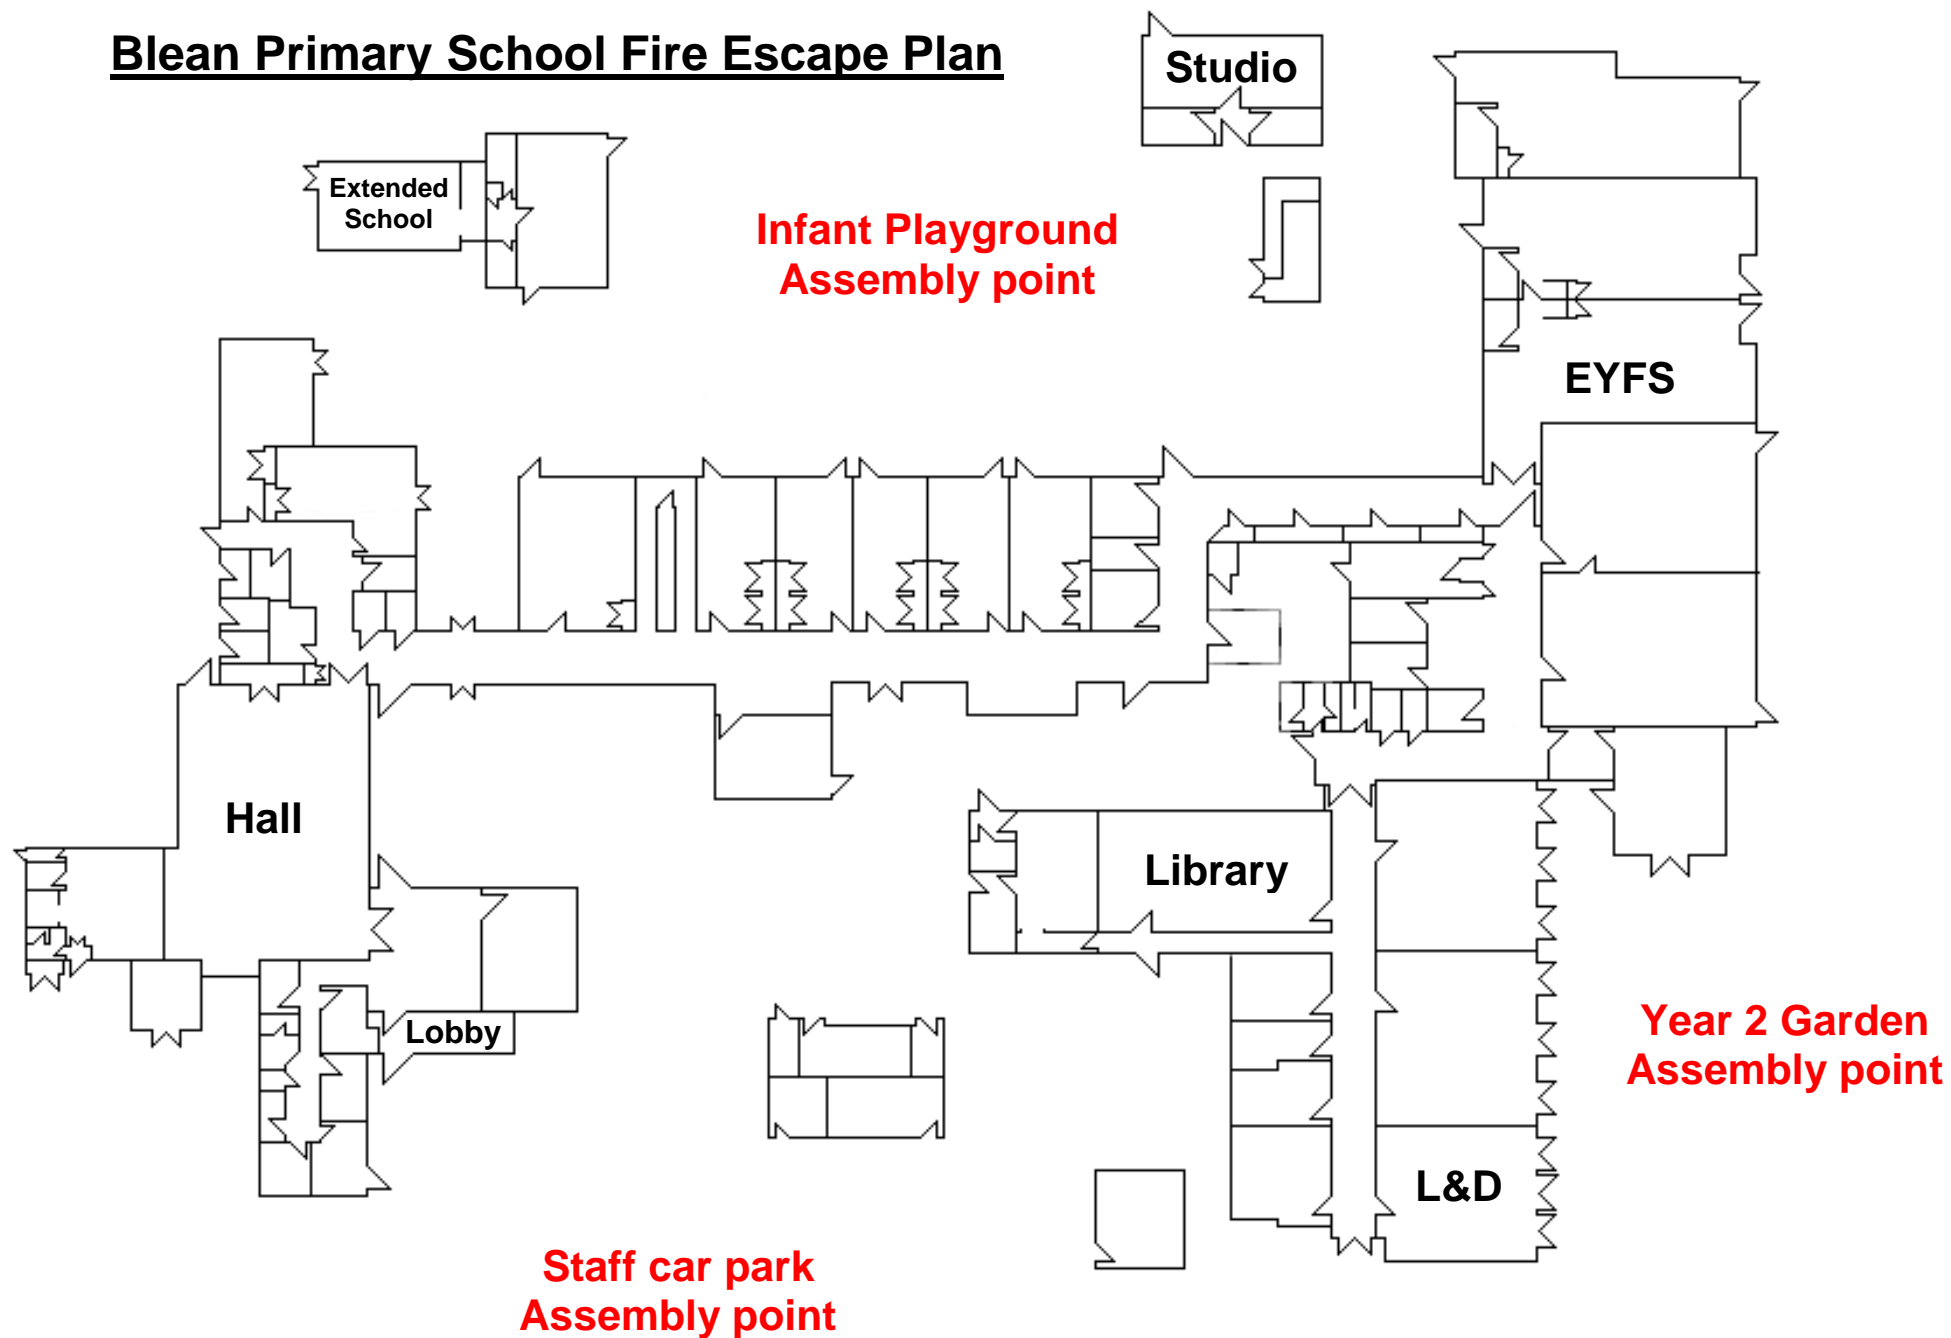 Blean Primary School Fire Escape Plan
Studio
Extended
School
Infant Playground
Assembly point
EYFS
Hall
Library
Lobby
Year 2 Garden
Assembly point
L&D
Staff car park
Assembly point